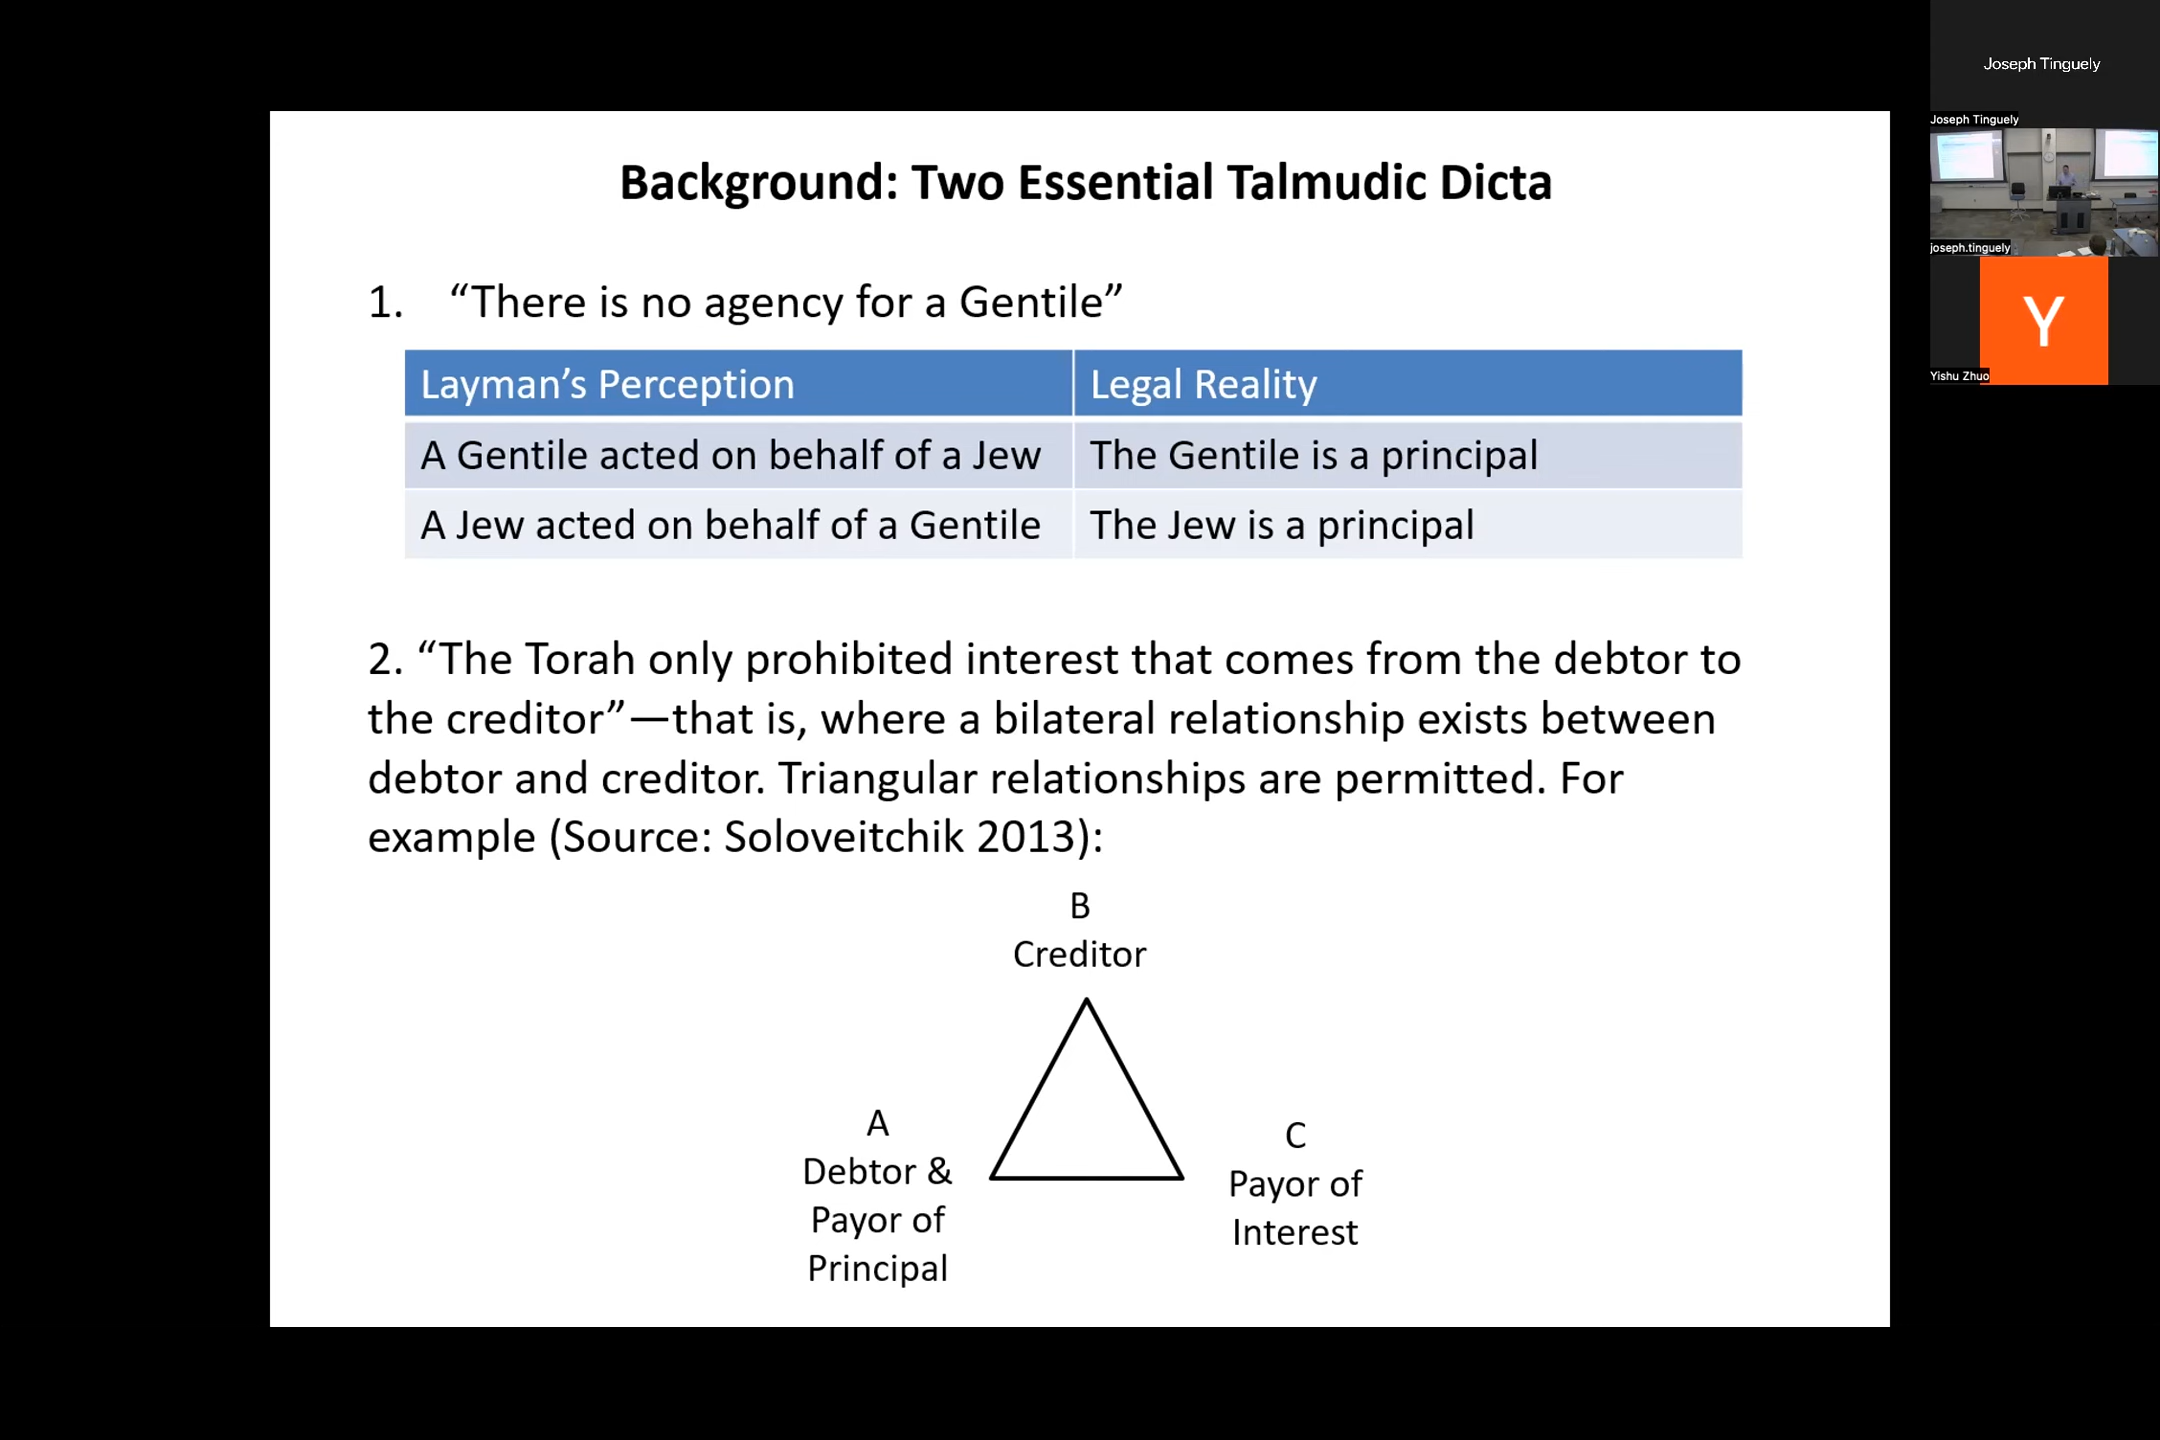 Background: Two Essential Talmudic Dicta
1. “There is no agency for a Gentile”
Layman’s Perception
Legal Reality
A Gentile acted on behalf of a Jew
The Gentile is a principal
A Jew acted on behalf of a Gentile
The Jew is a principal
2. “The Torah only prohibited interest that comes from the debtor to
the creditor”—that is, where a bilateral relationship exists between
debtor and creditor. Triangular relationships are permitted. For
example (Source: Soloveitchik 2013):
B
Creditor
A
Debtor &
Payor of
Principal
C
Payor of
Interest
Joseph Tinguely
Joseph Tinguely
joseph.tinguely
Y
Yishu Zhuo